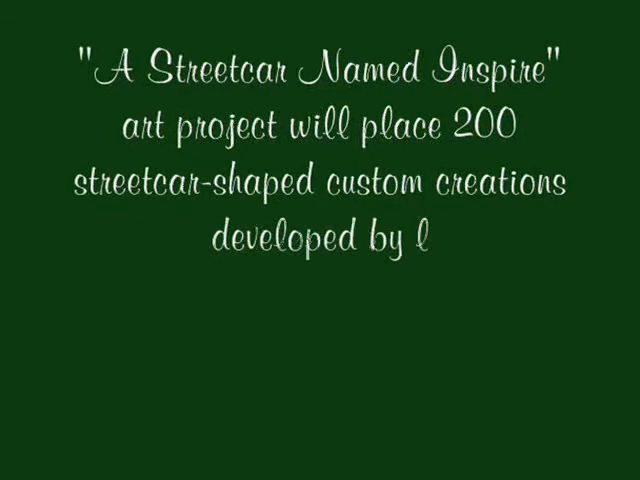 "A Streetcar Named Inspire"
art project will place 200
streetcar-shaped custom creations
developed by l